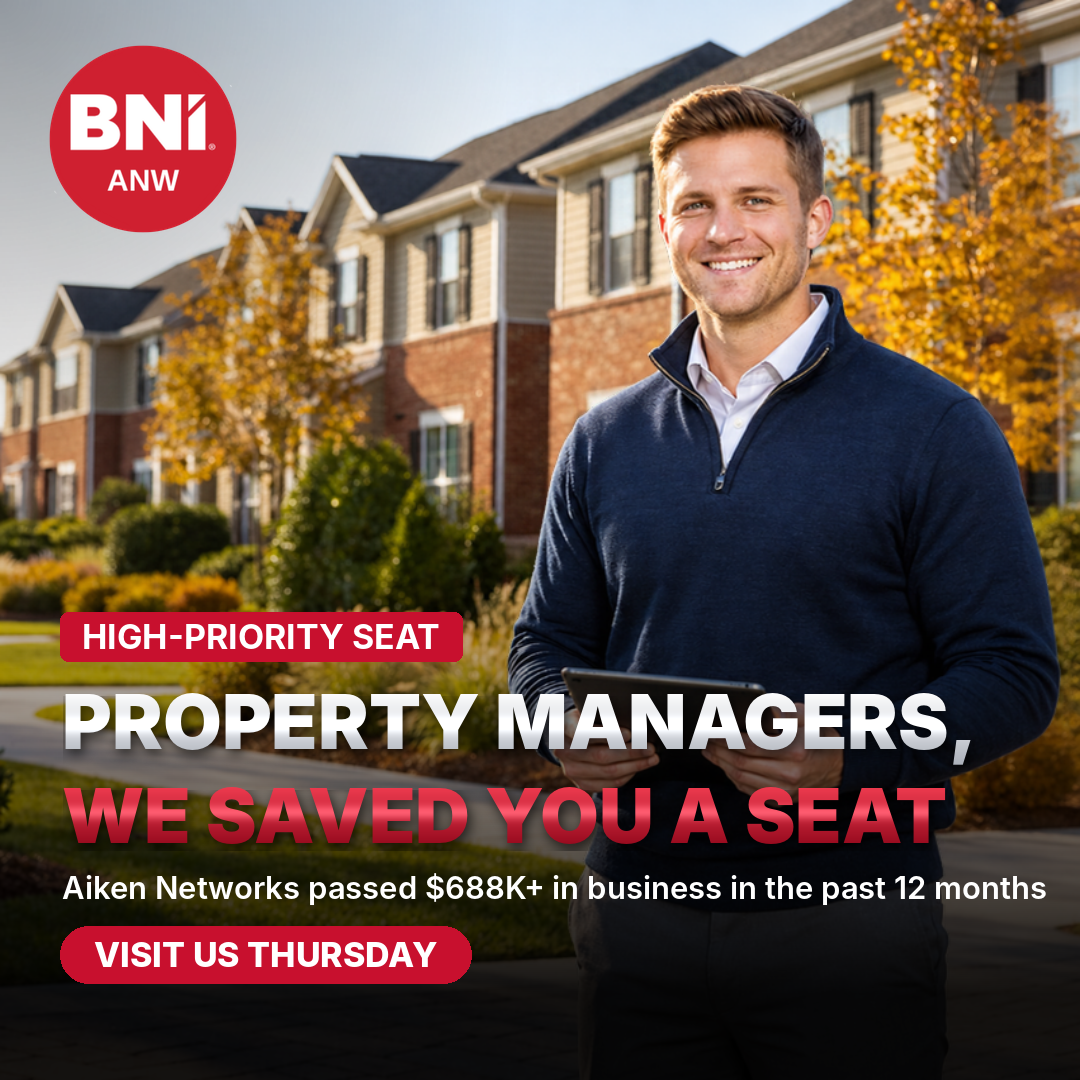 BNI®
ANW
HIGH-PRIORITY SEAT
PROPERTY MANAGERS,
WE SAVED YOU A SEAT
Aiken Networks passed $688K+ in business in the past 12 months
VISIT US THURSDAY